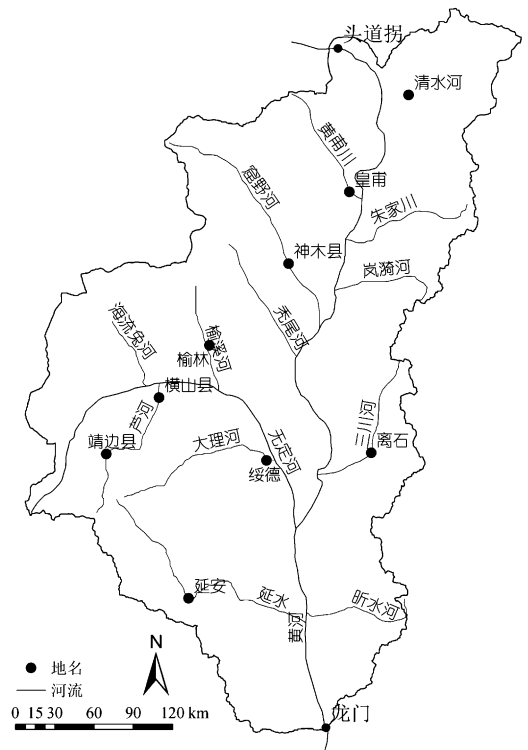 头道拐
清水河
黄甫川
皇甫
窟野河
朱家川
神木县
岚漪河
秃尾河
海流兔河
榆溪河
榆林
横山县
芦河
三川河
靖边县
大理河
无定河
离石
绥德
延安
延水
昕水河
黄河
N
地名
河流
0 15 30 60 90 120 km
龙门